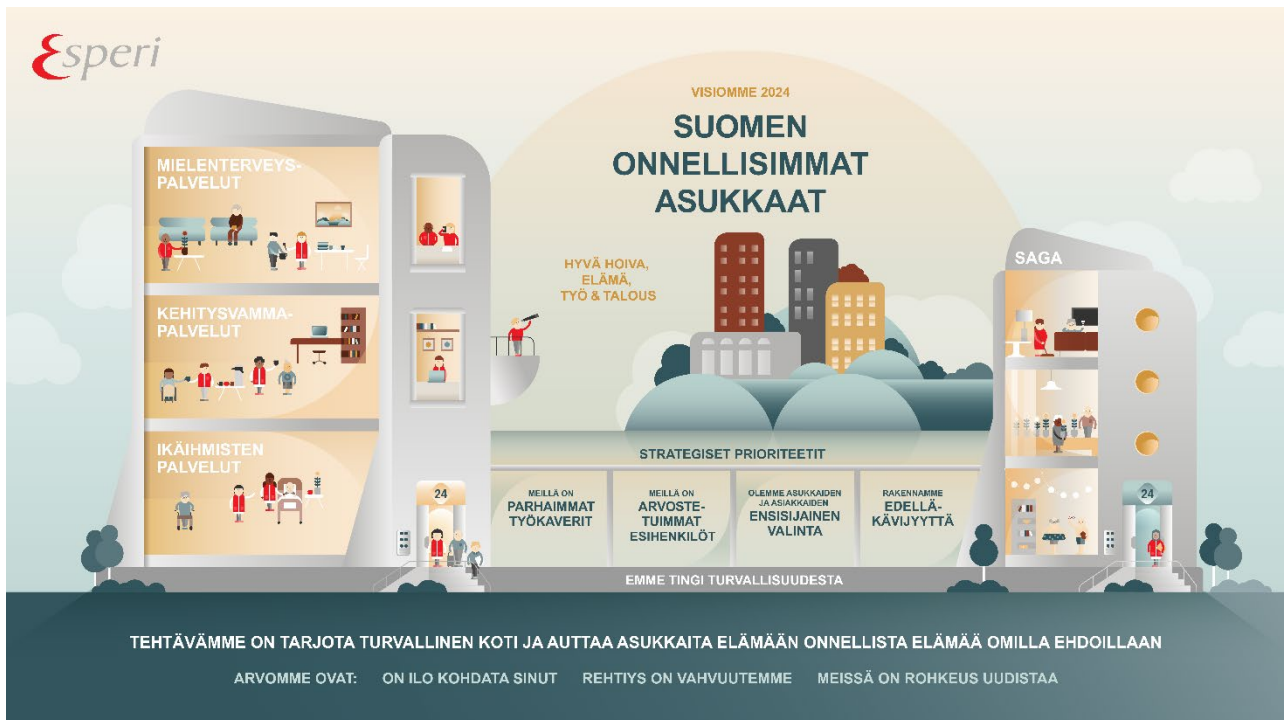 Esperi
VISIOMME 2024
SUOMEN
ONNELLISIMMAT
ASUKKAAT
HYVÄ HOIVA,
ELÄMÄ,
TYÖ & TALOUS
MIELENTERVEYS-
PALVELUT
KEHITYSVAMMA-
PALVELUT
IKÄIHMISTEN
PALVELUT
24
SAGA
24
STRATEGISET PRIORITEETIT
MEILLÄ ON
PARHAIMMAT
TYÖKAVERIT
MEILLÄ ON
ARVOSTE-
TUIMMAT
ESIHENKILÖT
OLEMME ASUKKAIDEN
JA ASIAKKAIDEN
ENSISIJAINEN
VALINTA
RAKENNAMME
EDELLÄ-
KÄVIJYYTTÄ
EMME TINGI TURVALLISUUDESTA
TEHTÄVÄMME ON TARJOTA TURVALLINEN KOTI JA AUTTAA ASUKKAITA ELÄMÄÄN ONNELLISTA ELÄMÄÄ OMILLA EHDOILLAAN
ARVOMME OVAT: ON ILO KOHDATA SINUT REHTIYS ON VAHVUUTEMME MEISSÄ ON ROHKEUS UUDISTAA